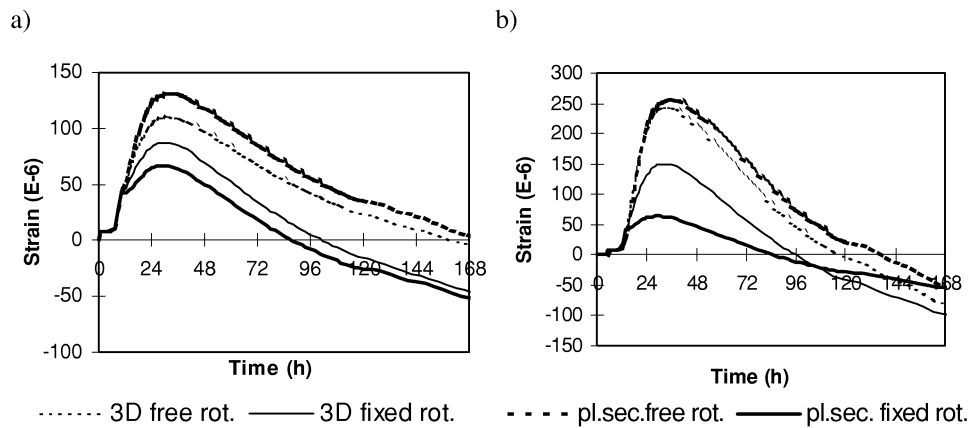 a)
150
100
50
0
-50
-100
Strain (E-6)
0 24 48 72 96 120 144 168
Time (h)
b)
300
250
200
150
100
50
0
-50
-100
-150
Strain (E-6)
0 24 48 72 96 120 144 168
Time (h)
3D free rot. 3D fixed rot. pl.sec.free rot. pl.sec. fixed rot.